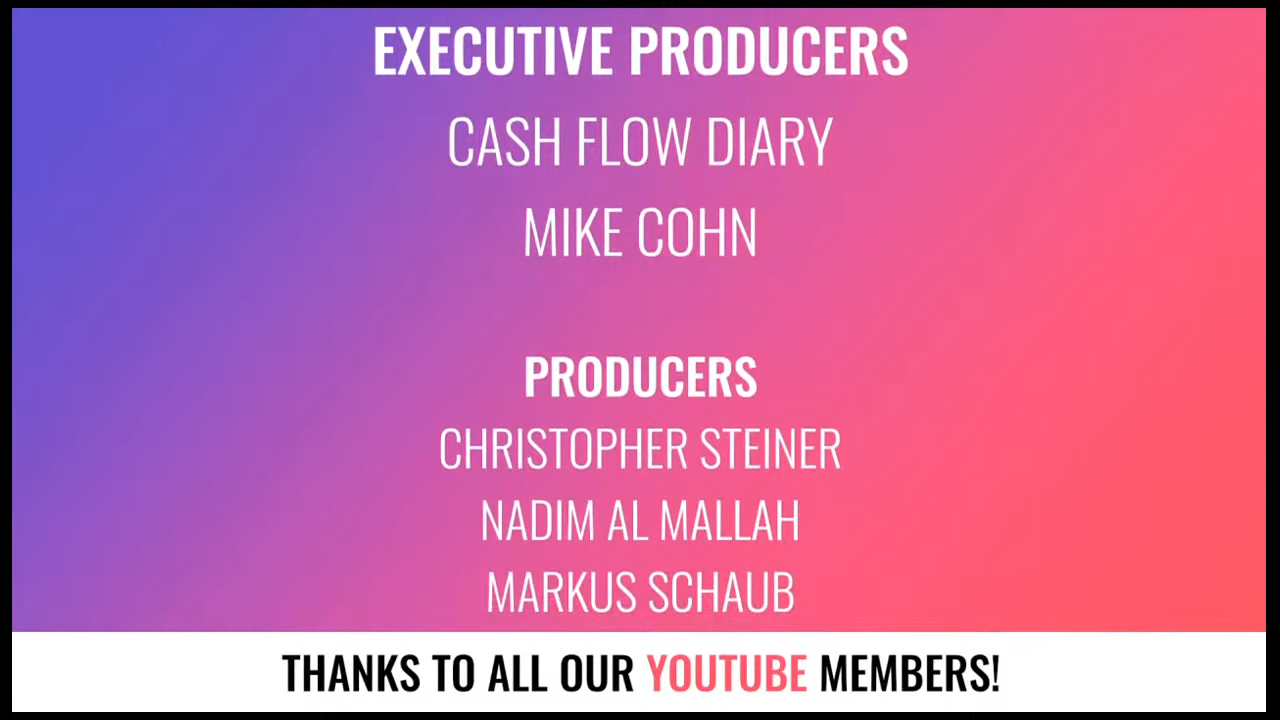 EXECUTIVE PRODUCERS
CASH FLOW DIARY
MIKE COHN
PRODUCERS
CHRISTOPHER STEINER
NADIM AL MALLAH
MARKUS SCHAUB
THANKS TO ALL OUR YOUTUBE MEMBERS!